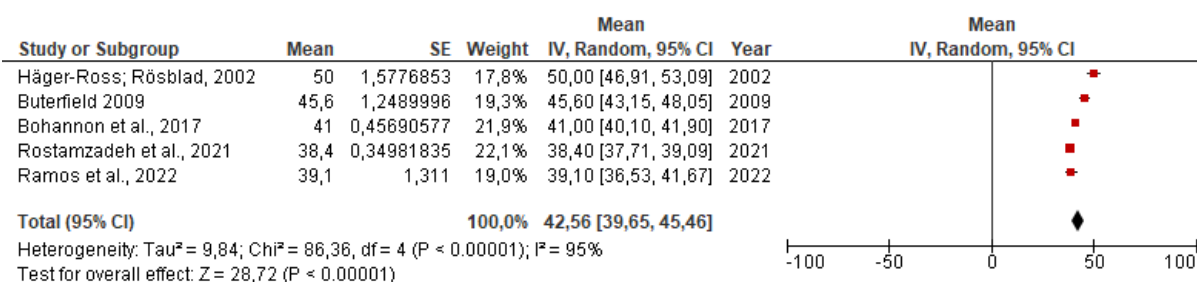 Mean Mean
Study or Subgroup Mean SE Weight IV, Random, 95% CI Year IV, Random, 95% CI
Häger-Ross; Rösblad, 2002 50 1,5776853 17,8% 50,00 [46,91, 53,09] 2002
Buterfield 2009 45,6 1,2489996 19,3% 45,60 [43,15, 48,05] 2009
Bohannon et al., 2017 41 0,45690577 21,9% 41,00 [40,10, 41,90] 2017
Rostamzadeh et al., 2021 38,4 0,34981835 22,1% 38,40 [37,71, 39,09] 2021
Ramos et al., 2022 39,1 1,311 19,0% 39,10 [36,53, 41,67] 2022
Total (95% CI) 100,0% 42,56 [39,65, 45,46]
Heterogeneity: Tau² = 9,84; Chi² = 86,36, df = 4 (P < 0.00001); I² = 95%
Test for overall effect: Z = 28,72 (P < 0.00001)
-100 -50 0 50 100